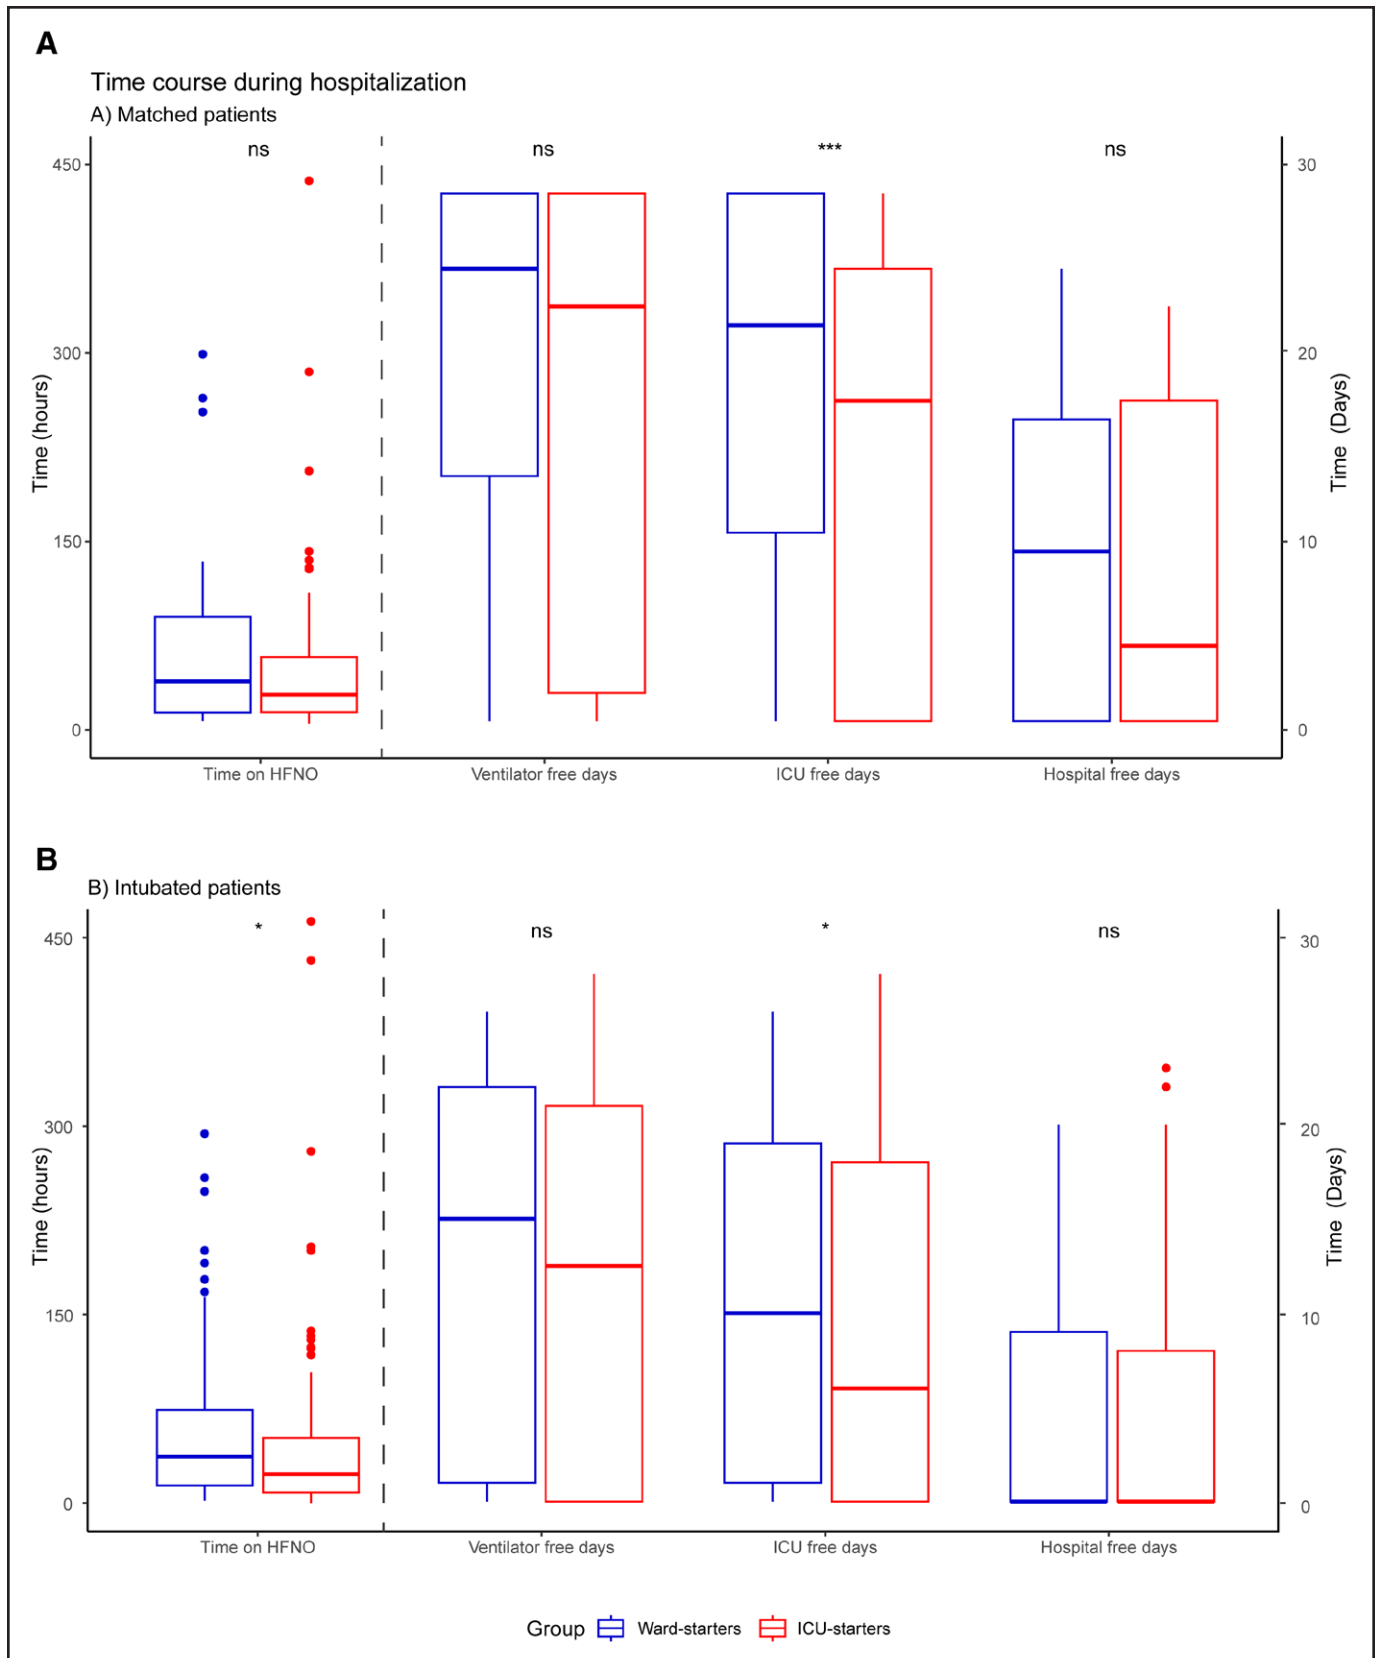 A
Time course during hospitalization
A) Matched patients
ns ns *** ns
450 30
300 20
150 10
0 0
Time (hours)
Time (Days)
Time on HFNO Ventilator free days ICU free days Hospital free days
B
B) Intubated patients
* ns * ns
450 30
300 20
150 10
0 0
Time (hours)
Time (Days)
Time on HFNO Ventilator free days ICU free days Hospital free days
Group Ward-starters ICU-starters